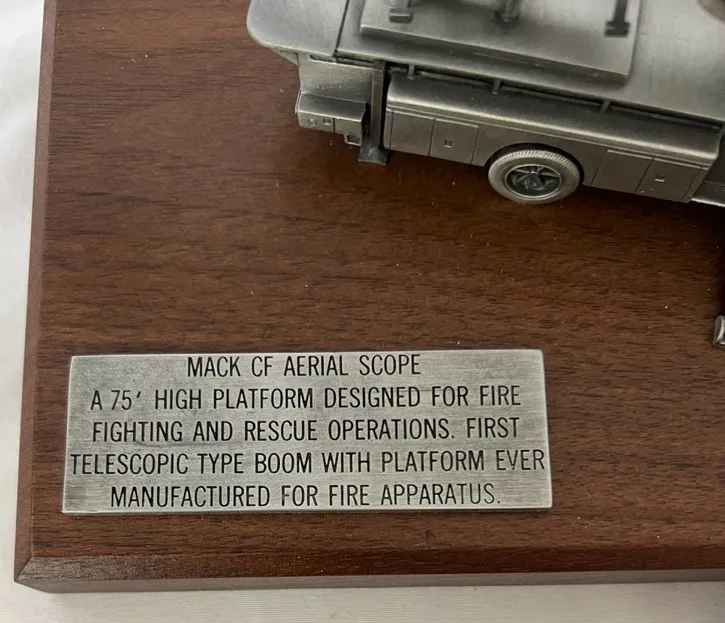 MACK CF AERIAL SCOPE
A 75' HIGH PLATFORM DESIGNED FOR FIRE
FIGHTING AND RESCUE OPERATIONS. FIRST
TELESCOPIC TYPE BOOM WITH PLATFORM EVER
MANUFACTURED FOR FIRE APPARATUS.